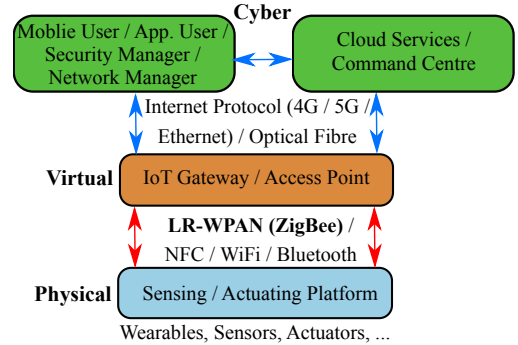 Cyber
Moblie User / App. User /
Security Manager /
Network Manager
Cloud Services /
Command Centre
Internet Protocol (4G / 5G /
Ethernet) / Optical Fibre
Virtual
IoT Gateway / Access Point
LR-WPAN (ZigBee) /
NFC / WiFi / Bluetooth
Physical
Sensing / Actuating Platform
Wearables, Sensors, Actuators, ...